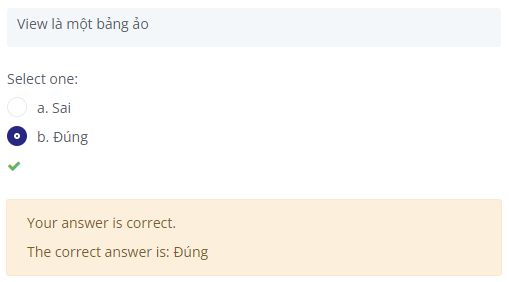 View là một bảng ảo
Select one:
a. Sai
b. Đúng
Your answer is correct.
The correct answer is: Đúng